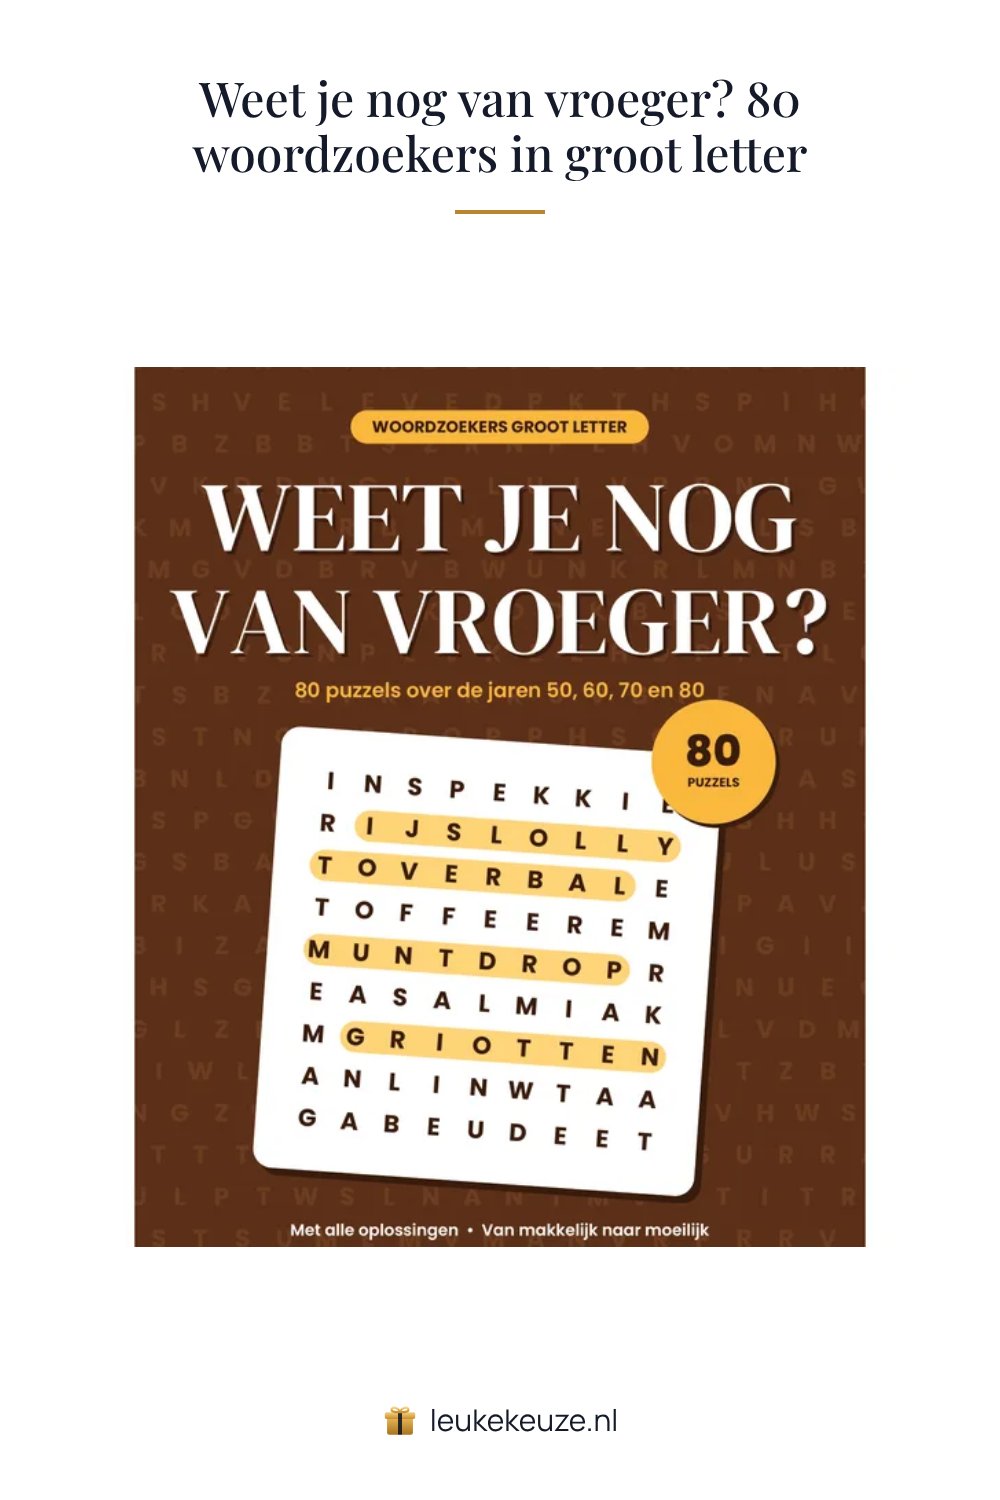 Weet je nog van vroeger? 80
woordzoekers in groot letter
WOORDZOEKERS GROOT LETTER
WEET JE NOG
VAN VROEGER?
80 puzzels over de jaren 50, 60, 70 en 80
80
PUZZELS
I N S P E K K I E
R I J S L O L L Y
T O V E R B A L E
T O F F E E R E M
M U N T D R O P R
E A S A L M I A K
M G R I O T T E N
A N L I N W T A A
G A B E U D E E T
Met alle oplossingen • Van makkelijk naar moeilijk
leukekeuze.nl